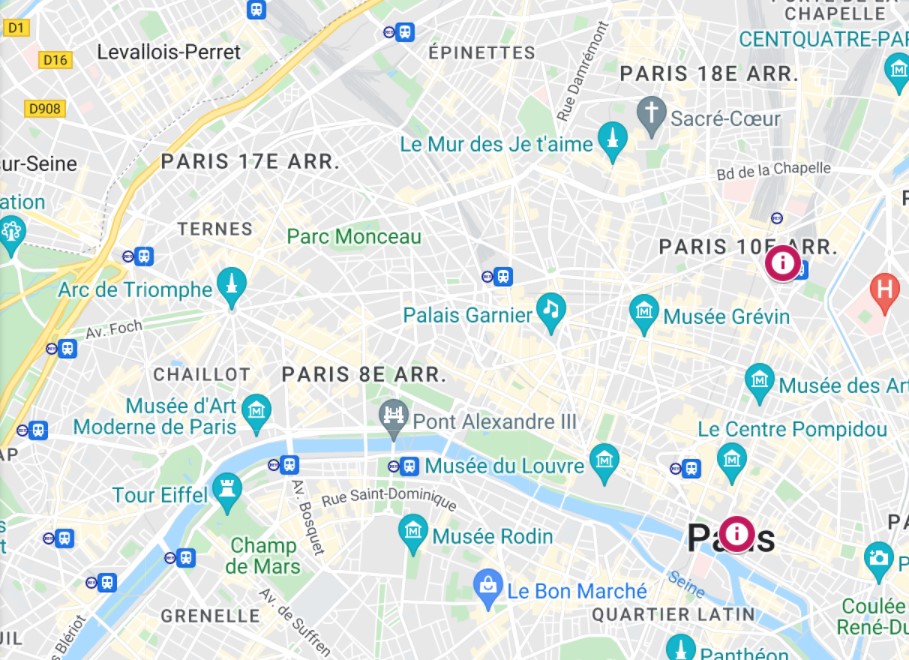 D1
Levallois-Perret
D16
D908
ÉPINETTES
Rue Damrémont
LA CHAPELLE
CENTQUATRE-PAR
PARIS 18E ARR.
Sacré-Cœur
Le Mur des Je t'aime
sur-Seine
PARIS 17E ARR.
Bd de la Chapelle
ation
TERNES
Parc Monceau
PARIS 10E ARR.
Arc de Triomphe
Palais Garnier
Musée Grévin
H
Av. Foch
CHAILLOT
PARIS 8E ARR.
Musée des Art
Musée d'Art
Moderne de Paris
Pont Alexandre III
Le Centre Pompidou
AP
Musée du Louvre
Tour Eiffel
Av. Bosquet
Rue Saint-Dominique
Musée Rodin
Paris
PA
s
t
Champ
de Mars
Le Bon Marché
Seine
P
GRENELLE
Av. de Suffren
QUARTIER LATIN
Coulée
René-Du
UIL
s Blériot
Panthéon